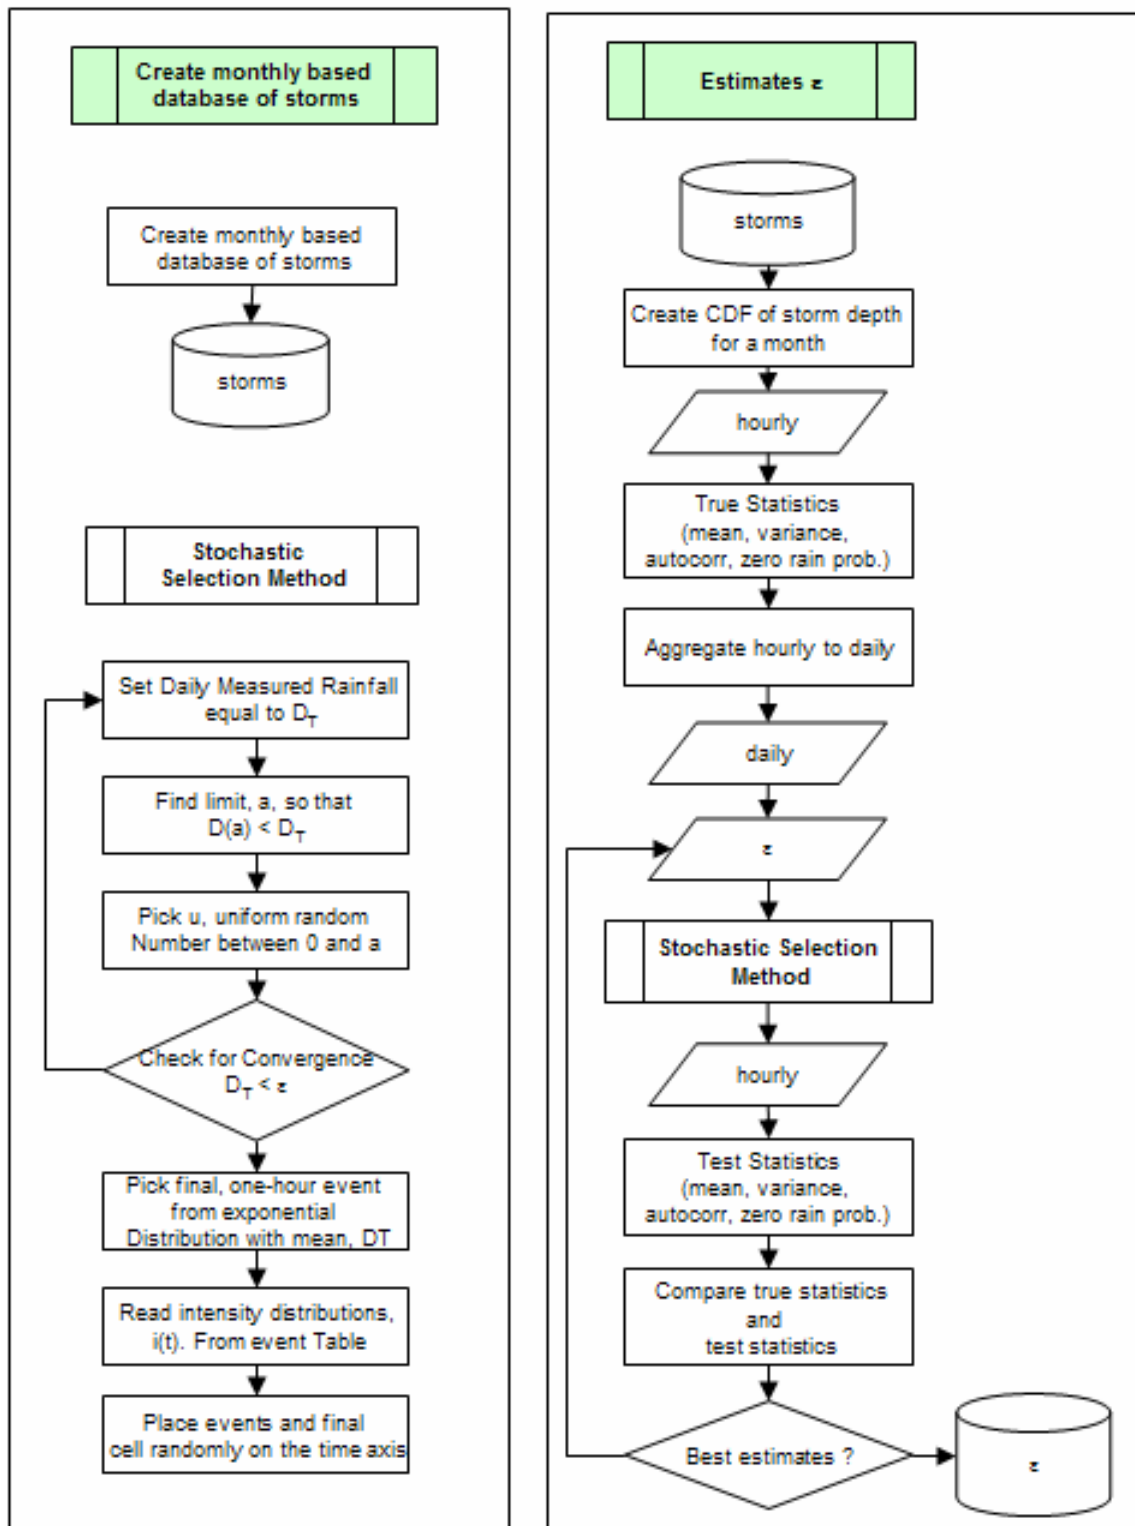 Create monthly based
database of storms
Create monthly based
database of storms
storms
Stochastic
Selection Method
Set Daily Measured Rainfall
equal to D_T
Find limit, a, so that
D(a) < D_T
Pick u, uniform random
Number between 0 and a
Check for Convergence
D_T < ε
Pick final, one-hour event
from exponential
Distribution with mean, DT
Read intensity distributions,
i(t). From event Table
Place events and final
cell randomly on the time axis
Estimates ε
storms
Create CDF of storm depth
for a month
hourly
True Statistics
(mean, variance,
autocorr, zero rain prob.)
Aggregate hourly to daily
daily
ε
Stochastic Selection
Method
hourly
Test Statistics
(mean, variance,
autocorr, zero rain prob.)
Compare true statistics
and
test statistics
Best estimates ?
ε